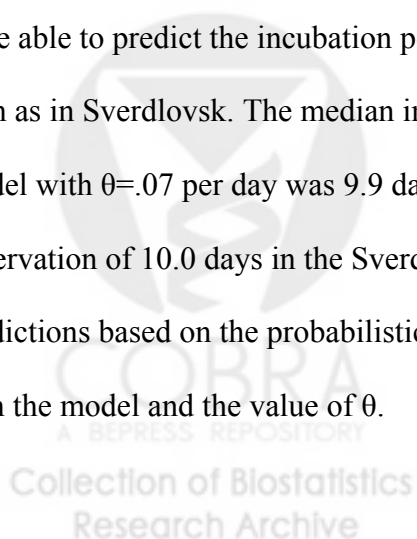 e able to predict the incubation p
n as in Sverdlovsk. The median in
del with θ=.07 per day was 9.9 da
ervation of 10.0 days in the Sverd
dictions based on the probabilistic
n the model and the value of θ.
COBRA
A BEPRESS REPOSITORY
Collection of Biostatistics
Research Archive